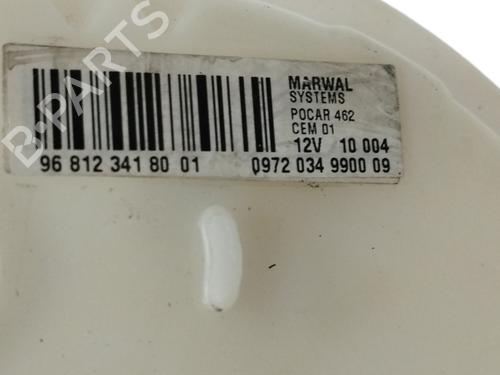 MARWAL
SYSTEMS
POCAR 462
CEM 01
12V 10 004
96 812 341 80 01 0972 034 9900 09
B-PARTS